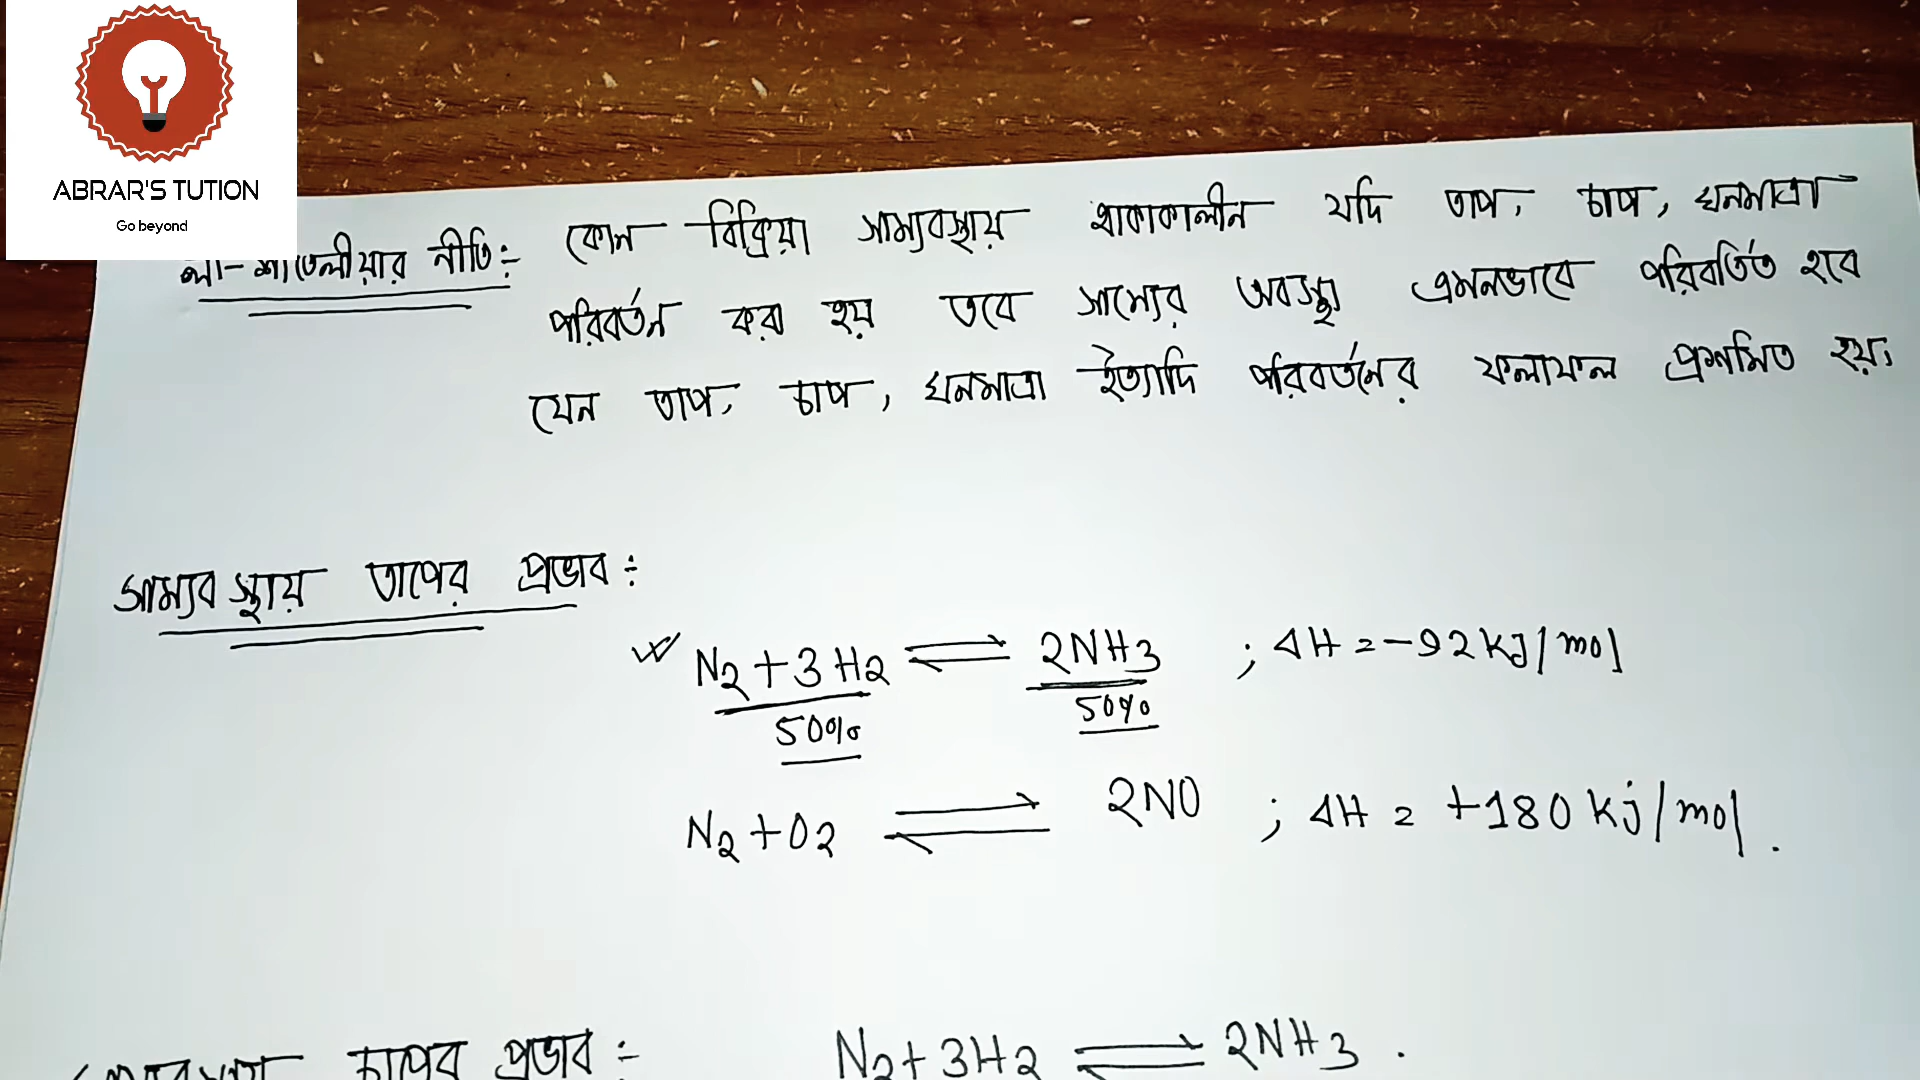 ABRAR'S TUTION
Go beyond
লা-শাতেলীয়ার নীতি:- কোন বিক্রিয়া সাম্যবস্থায় থাকাকালীন যদি তাপ, চাপ, ঘনমাত্রা
পরিবর্তন করা হয় তবে সাম্যের অবস্থা এমনভাবে পরিবর্তিত হবে
যেন তাপ, চাপ, ঘনমাত্রা ইত্যাদি পরিবর্তনের ফলাফল প্রশমিত হয়,
সাম্যবস্থায় তাপের প্রভাব ÷
N2 + 3H2 ⇌ 2NH3 ; ΔH = -92 kJ/mol
50% 50%
N2 + O2 ⇌ 2NO ; ΔH = +180 kj/mol.
চাপের প্রভাব ÷ N2 + 3H2 ⇌ 2NH3.